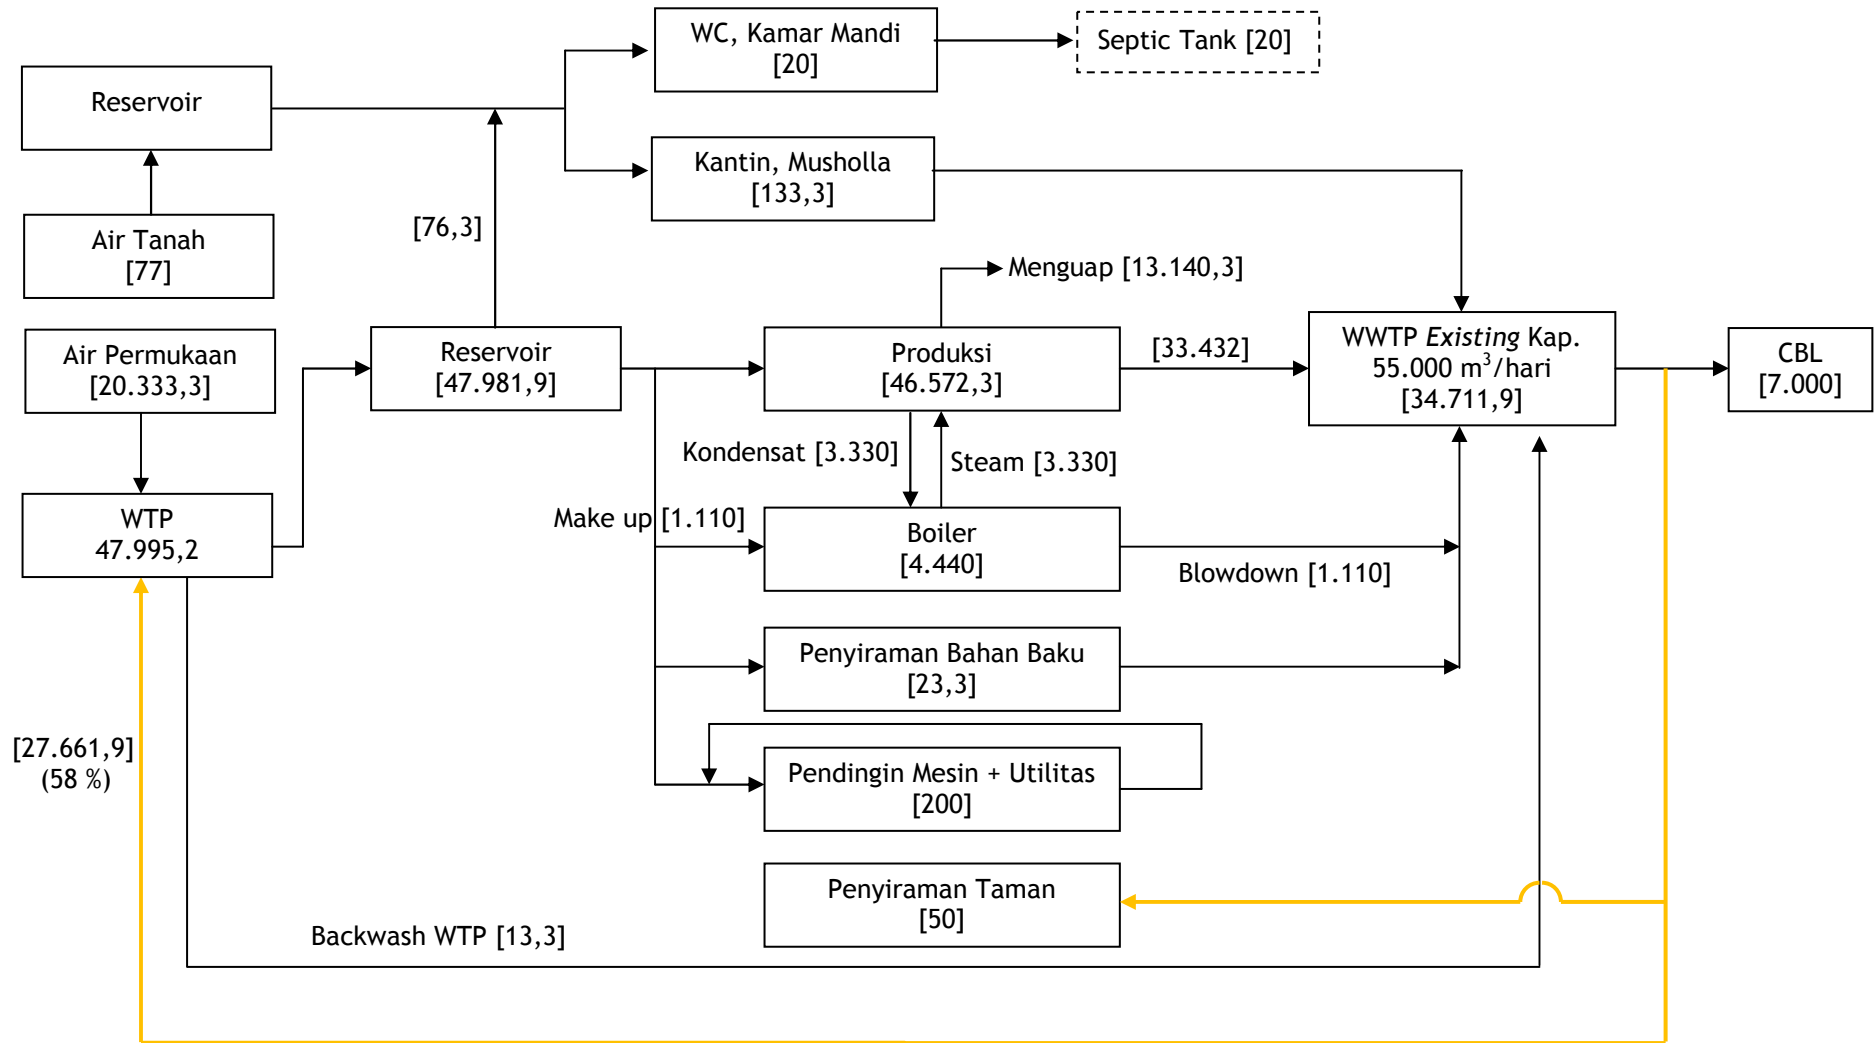 WC, Kamar Mandi
[20]
Septic Tank [20]
Reservoir
Kantin, Musholla
[133,3]
[76,3]
Air Tanah
[77]
Menguap [13.140,3]
Air Permukaan
[20.333,3]
Reservoir
[47.981,9]
Produksi
[46.572,3]
[33.432]
WWTP Existing Kap.
55.000 m³/hari
[34.711,9]
CBL
[7.000]
Kondensat [3.330]
Steam [3.330]
WTP
47.995,2
Make up [1.110]
Boiler
[4.440]
Blowdown [1.110]
Penyiraman Bahan Baku
[23,3]
[27.661,9]
(58 %)
Pendingin Mesin + Utilitas
[200]
Penyiraman Taman
[50]
Backwash WTP [13,3]